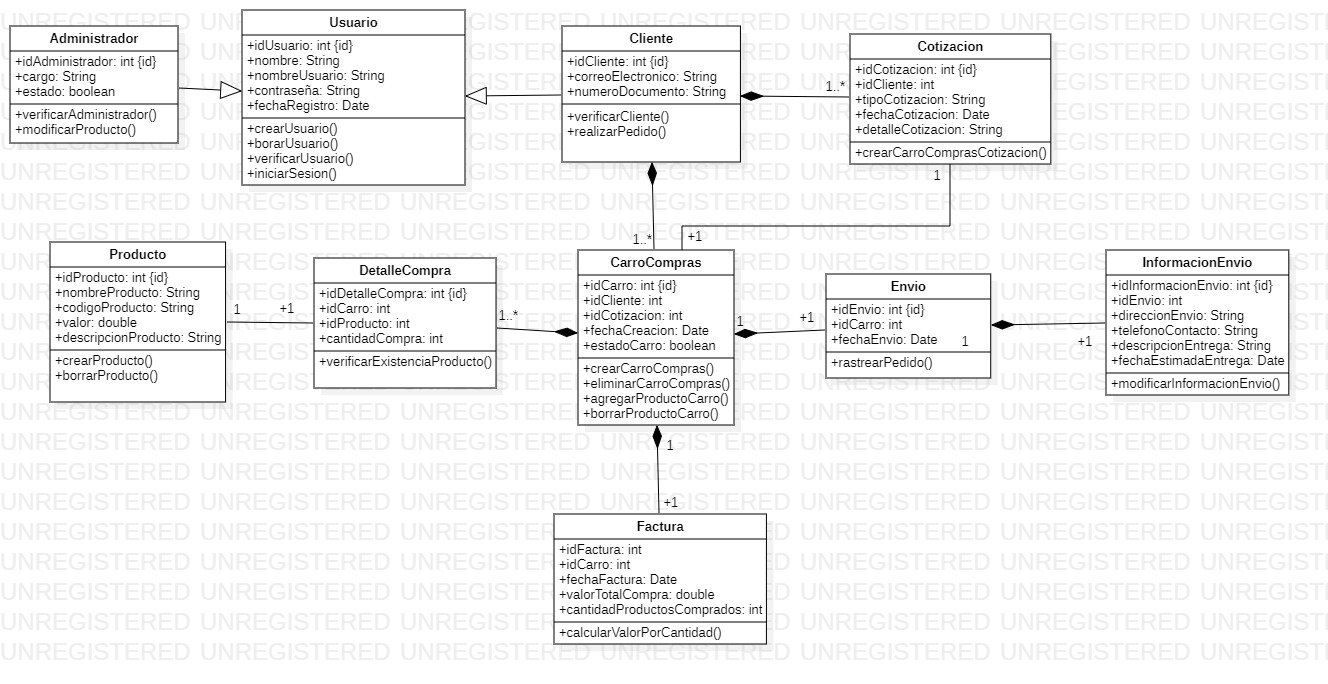 Administrador
+idAdministrador: int {id}
+cargo: String
+estado: boolean
+verificarAdministrador()
+modificarProducto()
Usuario
+idUsuario: int {id}
+nombre: String
+nombreUsuario: String
+contraseña: String
+fechaRegistro: Date
+crearUsuario()
+borarUsuario()
+verificarUsuario()
+iniciarSesion()
Cliente
+idCliente: int {id}
+correoElectronico: String
+numeroDocumento: String
+verificarCliente()
+realizarPedido()
1..*
Cotizacion
+idCotizacion: int {id}
+idCliente: int
+tipoCotizacion: String
+fechaCotizacion: Date
+detalleCotizacion: String
+crearCarroComprasCotizacion()
1
1..*
+1
Producto
+idProducto: int {id}
+nombreProducto: String
+codigoProducto: String
+valor: double
+descripcionProducto: String
+crearProducto()
+borrarProducto()
1
+1
DetalleCompra
+idDetalleCompra: int {id}
+idCarro: int
+idProducto: int
+cantidadCompra: int
+verificarExistenciaProducto()
1..*
CarroCompras
+idCarro: int {id}
+idCliente: int
+idCotizacion: int
+fechaCreacion: Date
+estadoCarro: boolean
+crearCarroCompras()
+eliminarCarroCompras()
+agregarProductoCarro()
+borrarProductoCarro()
1
+1
Envio
+idEnvio: int {id}
+idCarro: int
+fechaEnvio: Date
+rastrearPedido()
1
+1
InformacionEnvio
+idInformacionEnvio: int {id}
+idEnvio: int
+direccionEnvio: String
+telefonoContacto: String
+descripcionEntrega: String
+fechaEstimadaEntrega: Date
+modificarInformacionEnvio()
1
+1
Factura
+idFactura: int
+idCarro: int
+fechaFactura: Date
+valorTotalCompra: double
+cantidadProductosComprados: int
+calcularValorPorCantidad()
UNREGISTERED UNREGISTERED UNREGISTERED UNREGISTERED UNREGISTERED UNREGISTERED